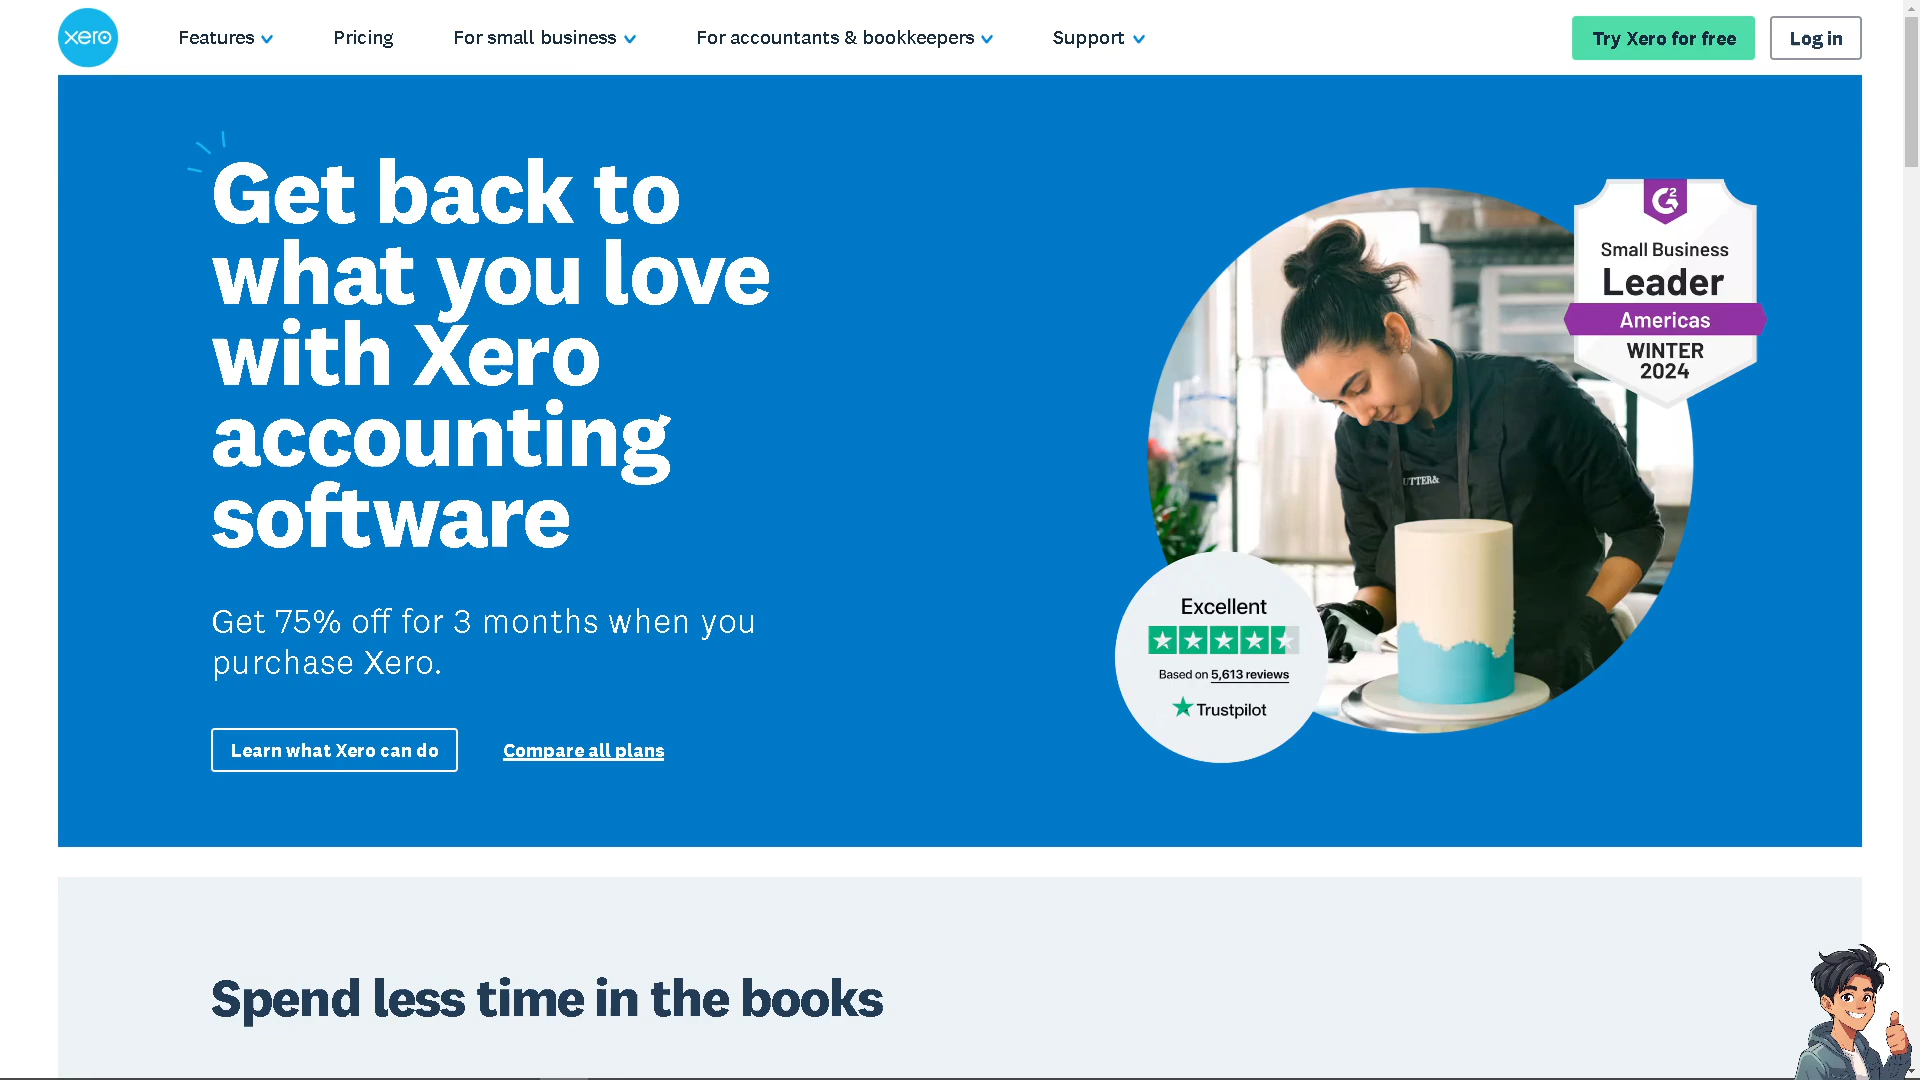 xero
Features
Pricing
For small business
For accountants & bookkeepers
Support
Try Xero for free
Log in
Get back to
what you love
with Xero
accounting
software
Get 75% off for 3 months when you
purchase Xero.
Learn what Xero can do
Compare all plans
G2
Small Business
Leader
Americas
WINTER
2024
UTTER&
Excellent
Based on 5,613 reviews
Trustpilot
Spend less time in the books